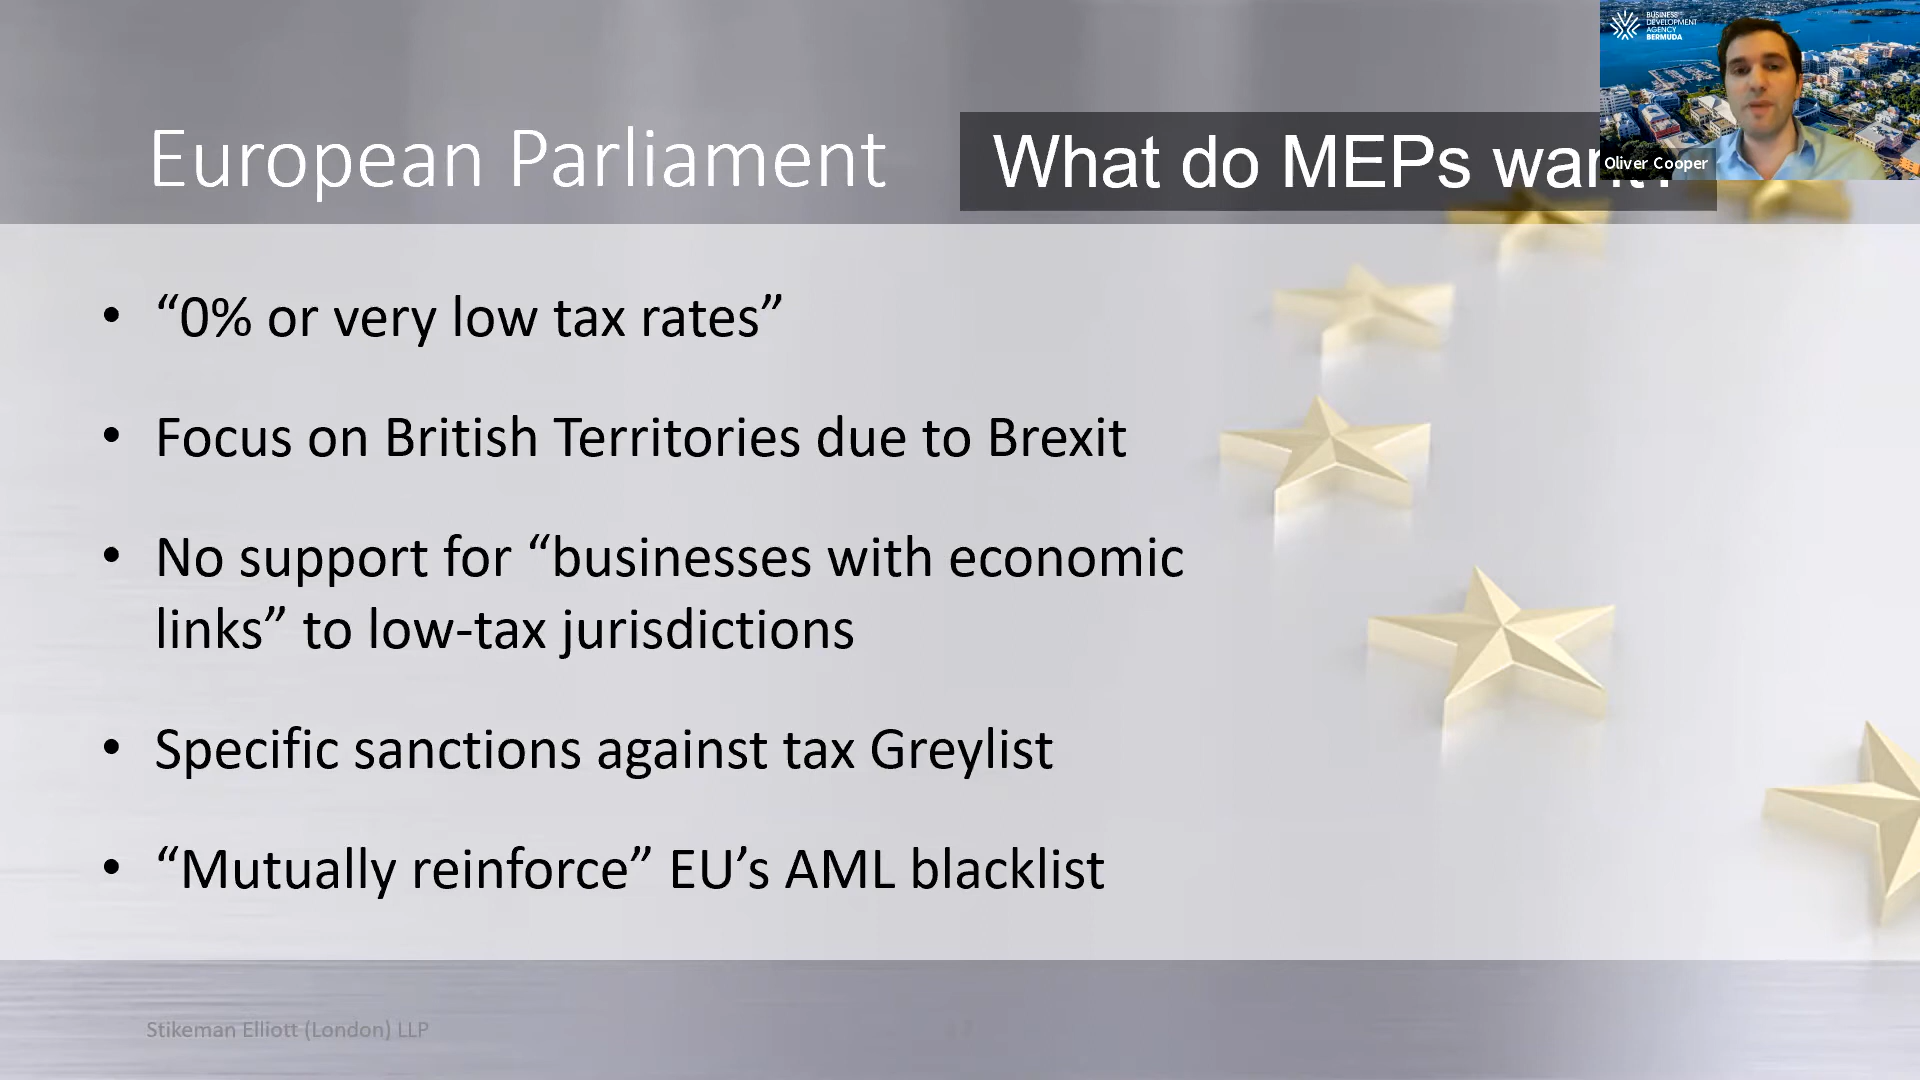 BUSINESS
DEVELOPMENT
AGENCY
BERMUDA
European Parliament
What do MEPs want?
Oliver Cooper
• “0% or very low tax rates”
• Focus on British Territories due to Brexit
• No support for “businesses with economic
links” to low-tax jurisdictions
• Specific sanctions against tax Greylist
• “Mutually reinforce” EU’s AML blacklist
Stikeman Elliott (London) LLP